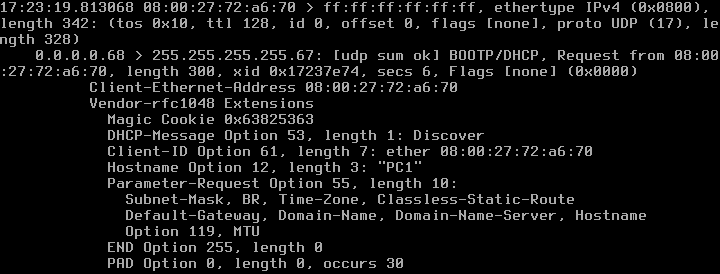 17:23:19.813068 08:00:27:72:a6:70 > ff:ff:ff:ff:ff:ff, ethertype IPv4 (0x0800),
length 342: (tos 0x10, ttl 128, id 0, offset 0, flags [none], proto UDP (17), le
ngth 328)
    0.0.0.0.68 > 255.255.255.255.67: [udp sum ok] BOOTP/DHCP, Request from 08:00
:27:72:a6:70, length 300, xid 0x17237e74, secs 6, Flags [none] (0x0000)
          Client-Ethernet-Address 08:00:27:72:a6:70
          Vendor-rfc1048 Extensions
            Magic Cookie 0x63825363
            DHCP-Message Option 53, length 1: Discover
            Client-ID Option 61, length 7: ether 08:00:27:72:a6:70
            Hostname Option 12, length 3: "PC1"
            Parameter-Request Option 55, length 10:
              Subnet-Mask, BR, Time-Zone, Classless-Static-Route
              Default-Gateway, Domain-Name, Domain-Name-Server, Hostname
              Option 119, MTU
            END Option 255, length 0
            PAD Option 0, length 0, occurs 30